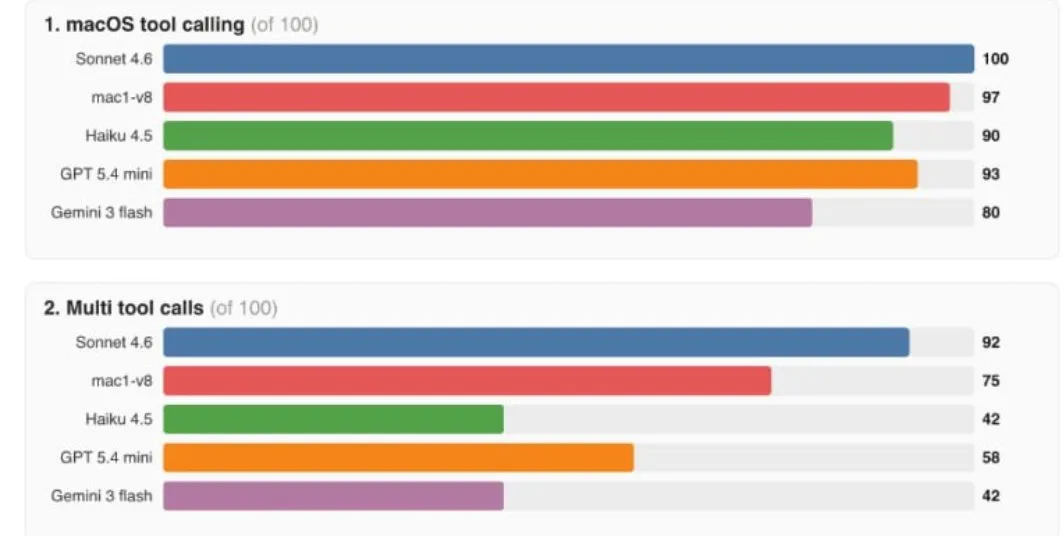 1. macOS tool calling (of 100)
Sonnet 4.6 100
mac1-v8 97
Haiku 4.5 90
GPT 5.4 mini 93
Gemini 3 flash 80
2. Multi tool calls (of 100)
Sonnet 4.6 92
mac1-v8 75
Haiku 4.5 42
GPT 5.4 mini 58
Gemini 3 flash 42